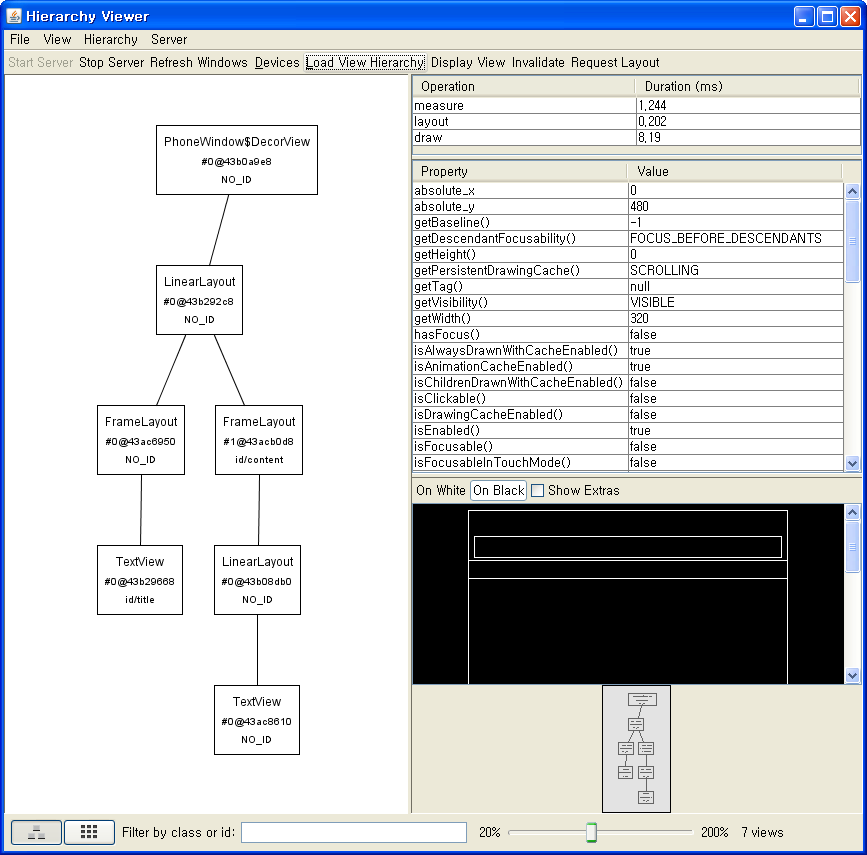 Hierarchy Viewer
File View Hierarchy Server
Start Server Stop Server Refresh Windows Devices Load View Hierarchy Display View Invalidate Request Layout
PhoneWindow$DecorView
#0@43b0a9e8
NO_ID
LinearLayout
#0@43b292c8
NO_ID
FrameLayout
#0@43ac6950
NO_ID
FrameLayout
#1@43acb0d8
id/content
TextView
#0@43b29668
id/title
LinearLayout
#0@43b08db0
NO_ID
TextView
#0@43ac8610
NO_ID
Operation Duration (ms)
measure 1,244
layout 0,202
draw 8,19
Property Value
absolute_x 0
absolute_y 480
getBaseline() -1
getDescendantFocusability() FOCUS_BEFORE_DESCENDANTS
getHeight() 0
getPersistentDrawingCache() SCROLLING
getTag() null
getVisibility() VISIBLE
getWidth() 320
hasFocus() false
isAlwaysDrawnWithCacheEnabled() true
isAnimationCacheEnabled() true
isChildrenDrawnWithCacheEnabled() false
isClickable() false
isDrawingCacheEnabled() false
isEnabled() true
isFocusable() false
isFocusableInTouchMode() false
On White On Black Show Extras
Filter by class or id: 20% 200% 7 views